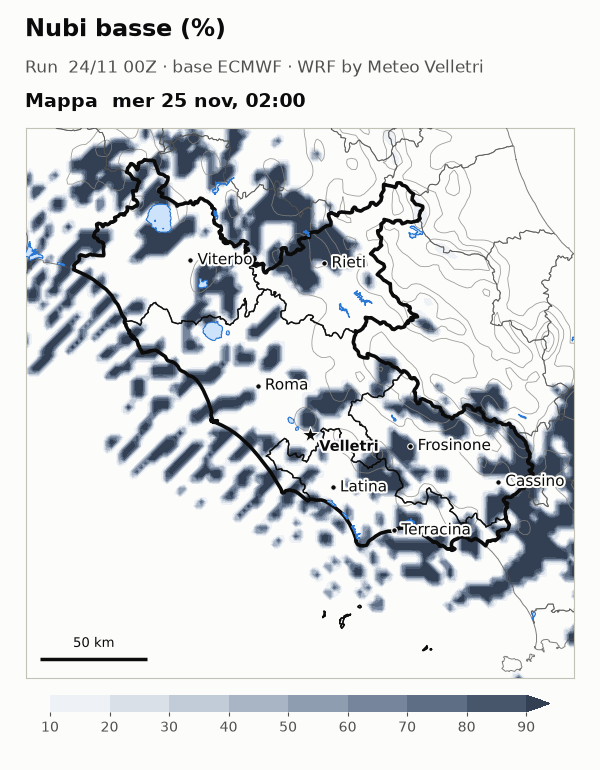 Nubi basse (%)
Run 24/11 00Z · base ECMWF · WRF by Meteo Velletri
Mappa mer 25 nov, 02:00
Viterbo
Rieti
Roma
Velletri
Frosinone
Latina
Cassino
Terracina
50 km
10 20 30 40 50 60 70 80 90